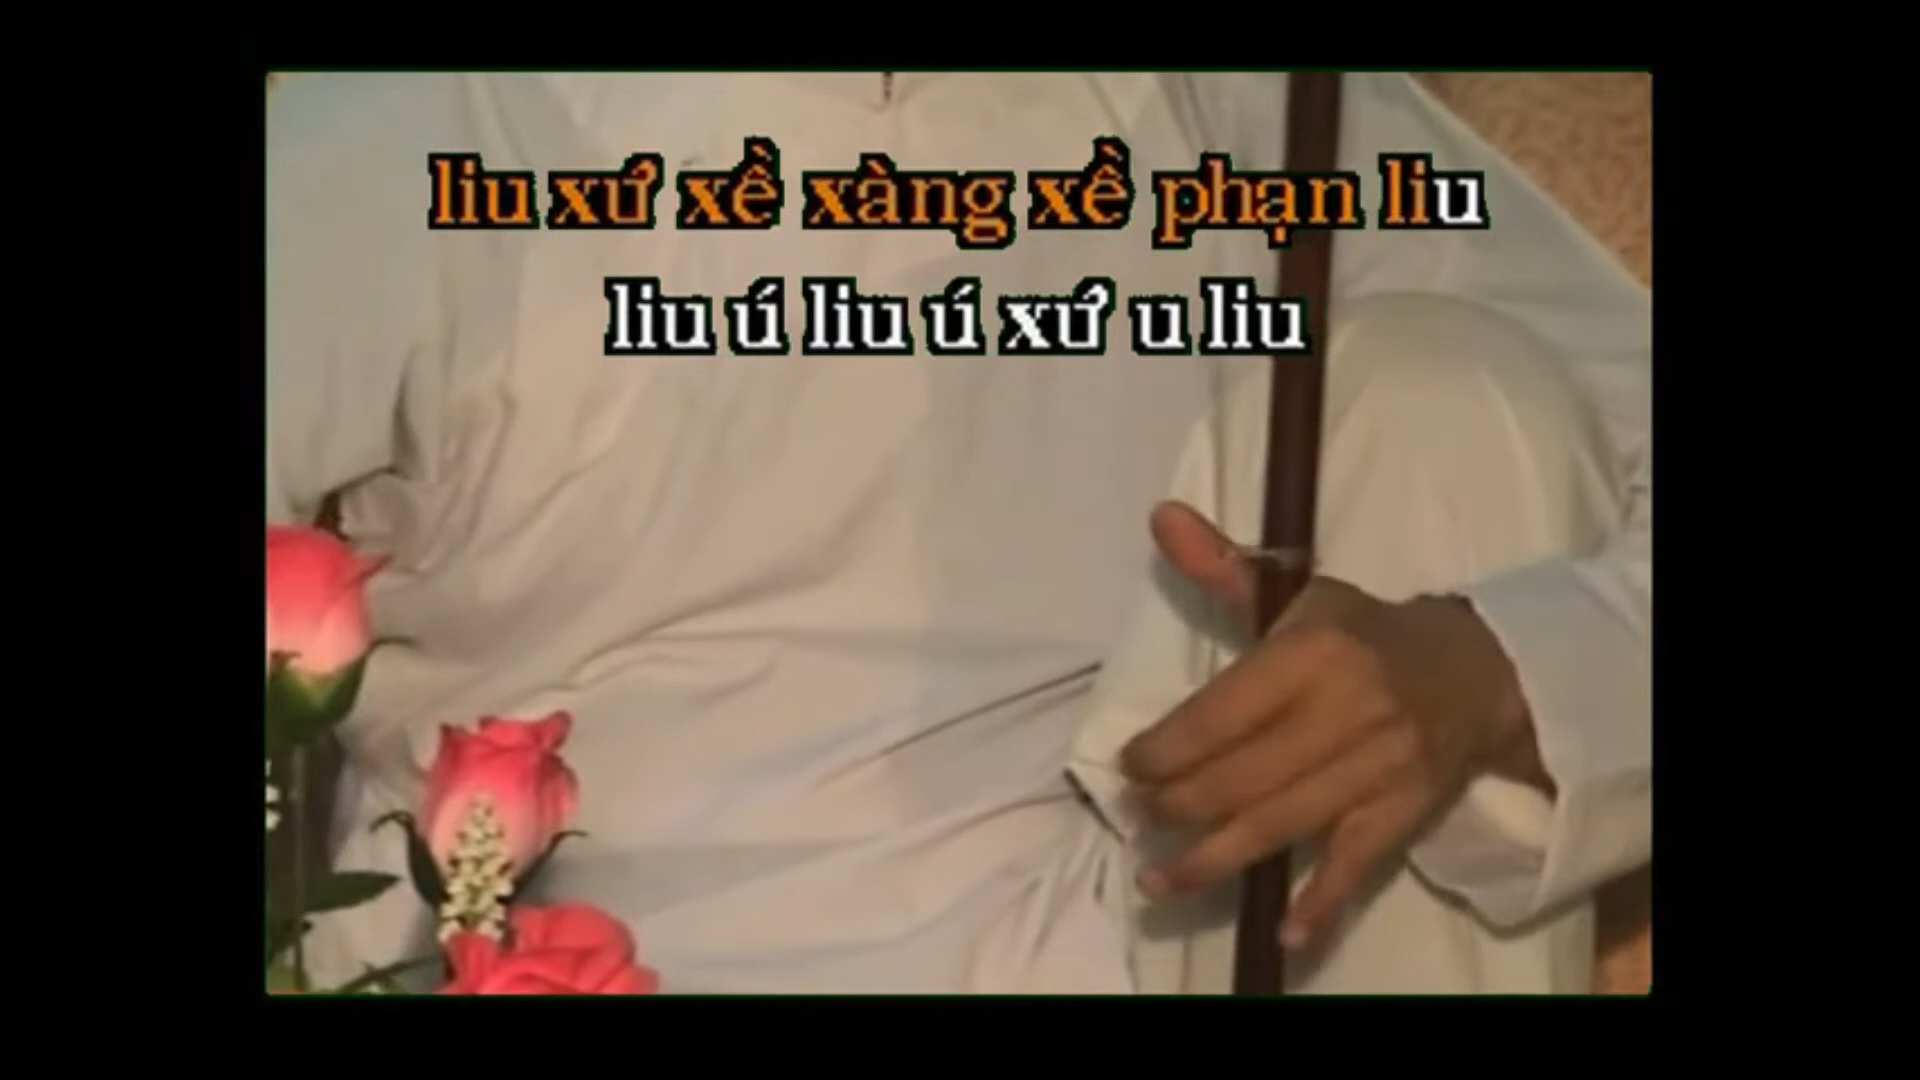 liu xứ xề xàng xề phạn liu
liu ú liu ú xứ u liu